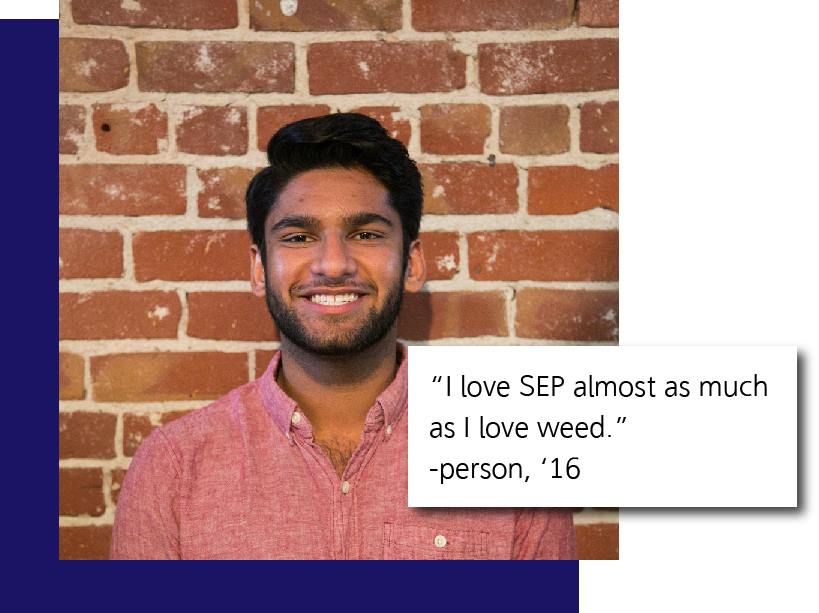 “I love SEP almost as much
as I love weed.”
-person, ‘16